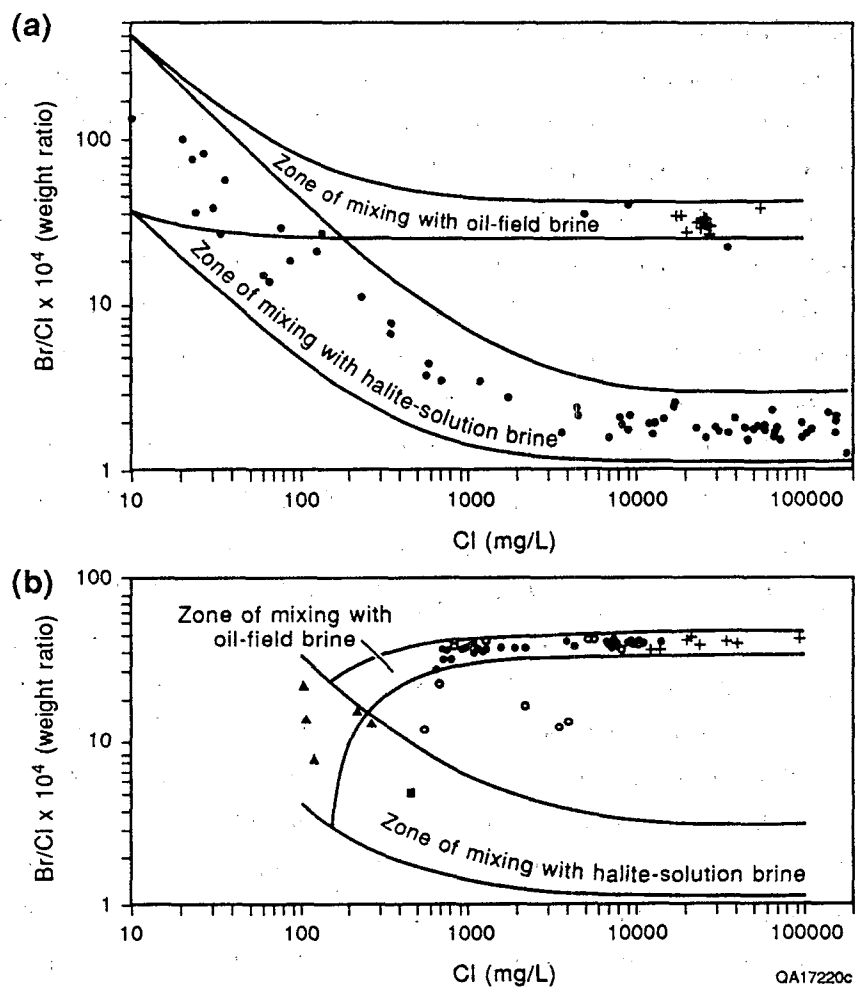 (a)
Br/Cl x 10⁴ (weight ratio)
100
10
1
Zone of mixing with oil-field brine
Zone of mixing with halite-solution brine
10 100 1000 10000 100000
Cl (mg/L)
(b)
Br/Cl x 10⁴ (weight ratio)
100
10
1
Zone of mixing with
oil-field brine
Zone of mixing with halite-solution brine
10 100 1000 10000 100000
Cl (mg/L)
QA17220c